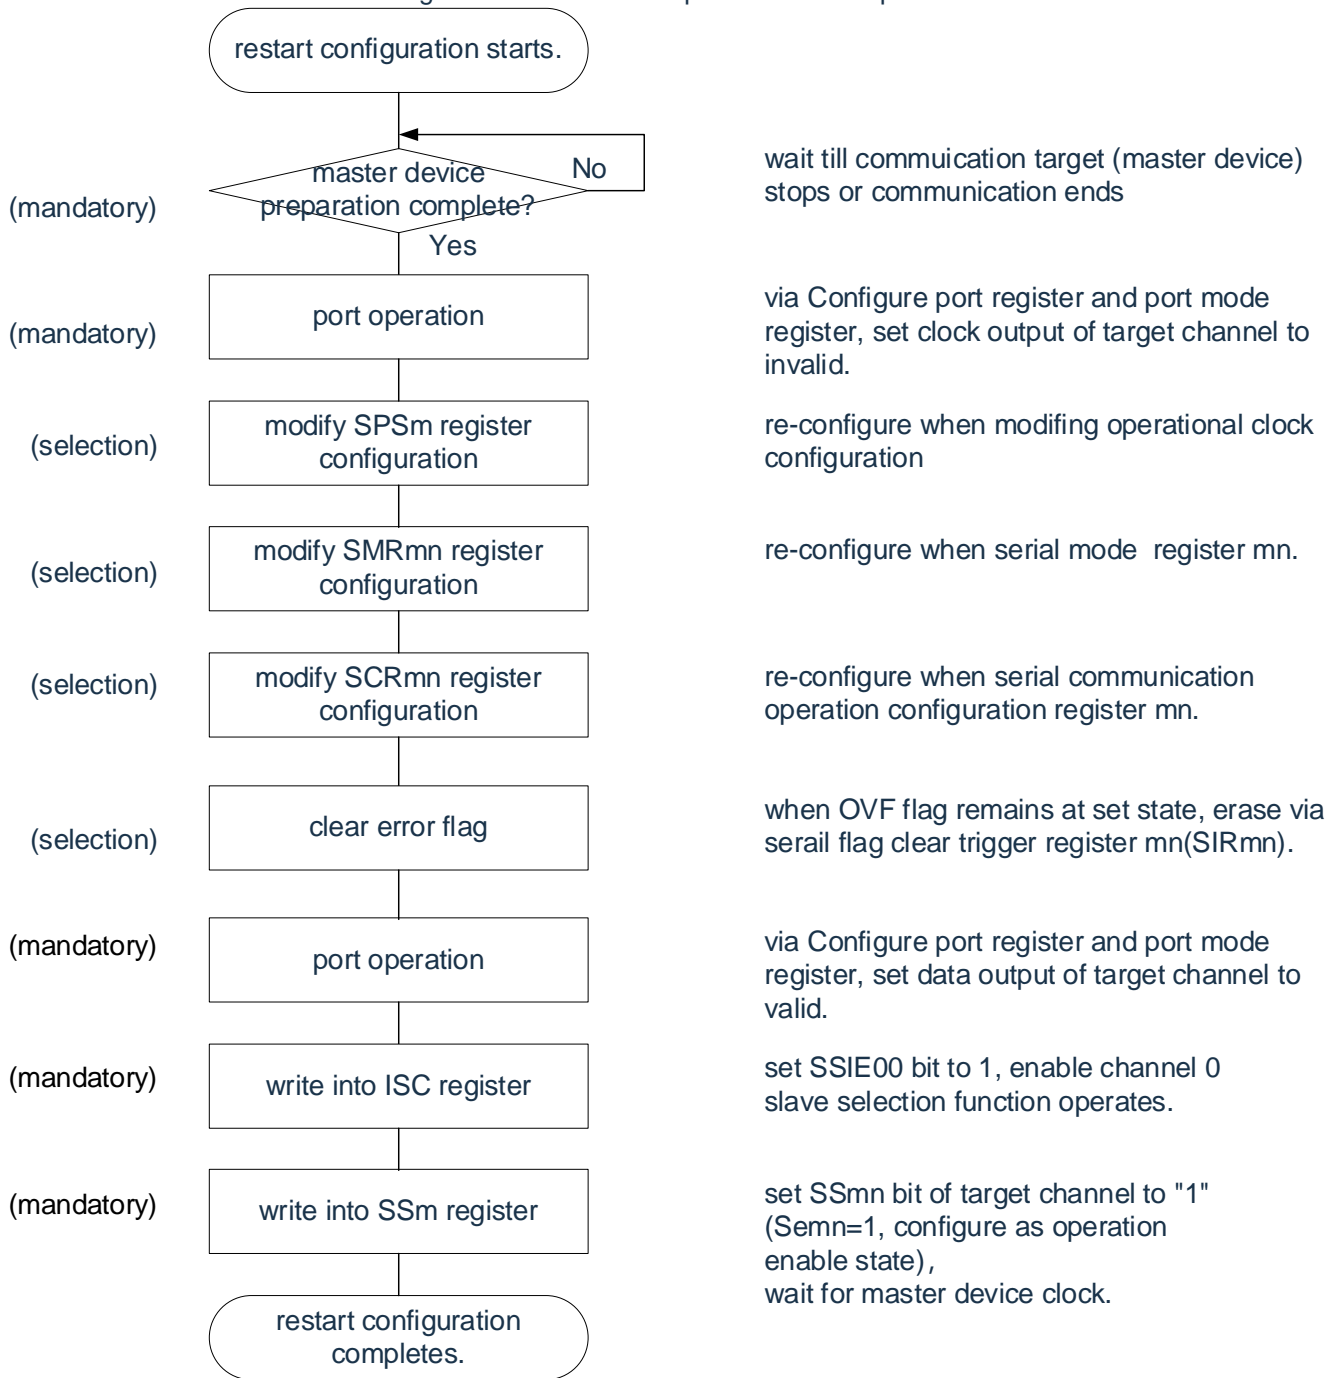 restart configuration starts.
No
master device
preparation complete?
(mandatory)
wait till commuication target (master device)
stops or communication ends
Yes
port operation
(mandatory)
via Configure port register and port mode
register, set clock output of target channel to
invalid.
modify SPSm register
configuration
(selection)
re-configure when modifing operational clock
configuration
modify SMRmn register
configuration
(selection)
re-configure when serial mode  register mn.
modify SCRmn register
configuration
(selection)
re-configure when serial communication
operation configuration register mn.
clear error flag
(selection)
when OVF flag remains at set state, erase via
serail flag clear trigger register mn(SIRmn).
(mandatory)
port operation
via Configure port register and port mode
register, set data output of target channel to
valid.
(mandatory)
write into ISC register
set SSIE00 bit to 1, enable channel 0
slave selection function operates.
(mandatory)
write into SSm register
set SSmn bit of target channel to "1"
(Semn=1, configure as operation
enable state),
wait for master device clock.
restart configuration
completes.